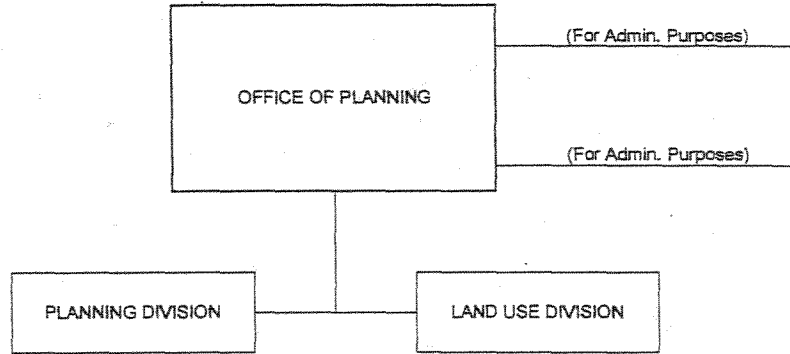 (For Admin. Purposes)
OFFICE OF PLANNING
(For Admin. Purposes)
PLANNING DIVISION
LAND USE DIVISION